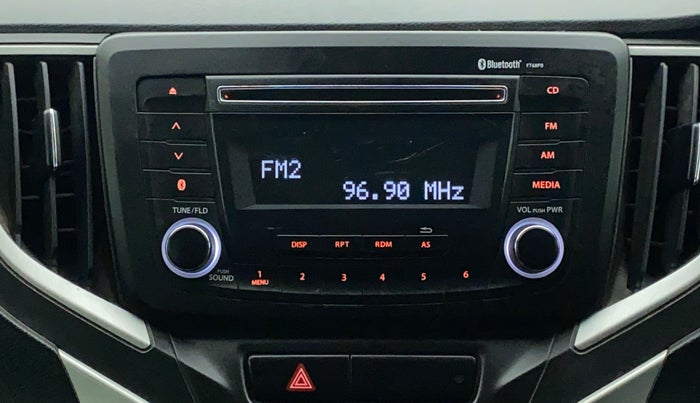 Bluetooth®
CD
FM
AM
MEDIA
FM2
96.90 MHz
TUNE/FLD
VOL PUSH PWR
DISP
RPT
RDM
AS
PUSH
SOUND
1
MENU
2
3
4
5
6